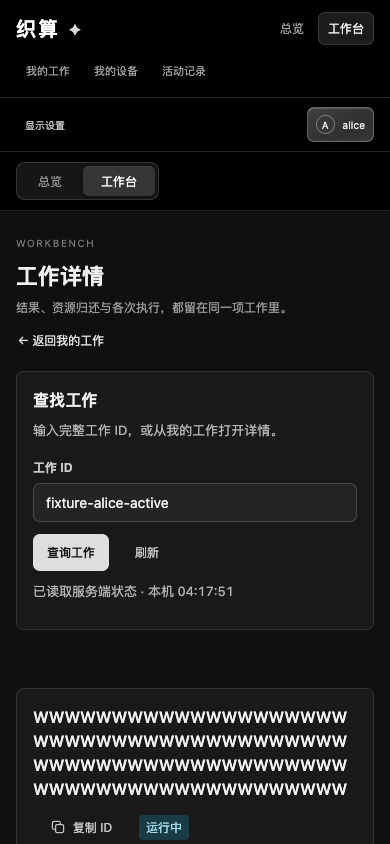 织算
总览
工作台
我的工作
我的设备
活动记录
显示设置
A
alice
总览
工作台
WORKBENCH
工作详情
结果、资源归还与各次执行，都留在同一项工作里。
← 返回我的工作
查找工作
输入完整工作 ID，或从我的工作打开详情。
工作 ID
fixture-alice-active
查询工作
刷新
已读取服务端状态 · 本机 04:17:51
WWWWWWWWWWWWWWWWWWWW
WWWWWWWWWWWWWWWWWWWW
WWWWWWWWWWWWWWWWWWWW
WWWWWWWWWWWWWWWWWWWW
复制 ID
运行中